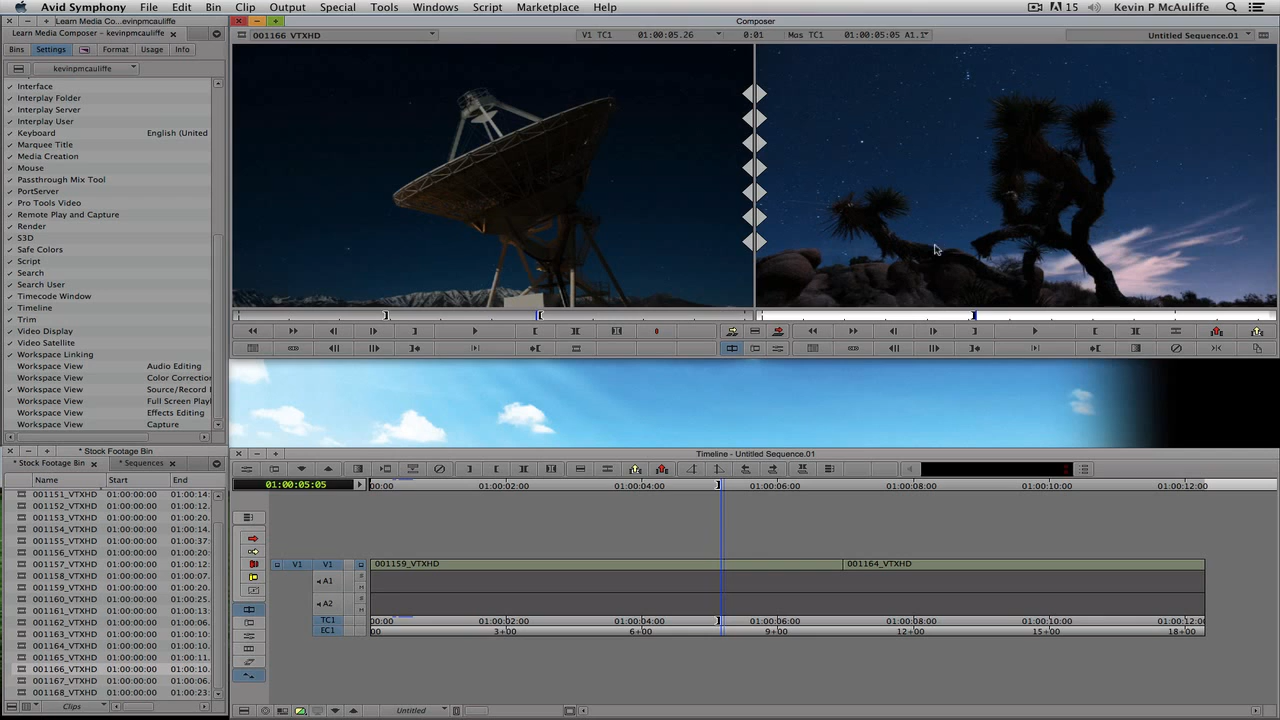 Avid Symphony File Edit Bin Clip Output Special Tools Windows Script Marketplace Help 15 Kevin P McAuliffe
Learn Media Co...evinpmcauliffe
Composer
Learn Media Composer – kevinpmcauliffe
001166 VTXHD V1 TC1 01:00:05.26 0:01 Mas TC1 01:00:05:05 A1.1 Untitled Sequence.01
Bins Settings Format Usage Info
kevinpmcauliffe
Interface
Interplay Folder
Interplay Server
Interplay User
Keyboard English (United
Marquee Title
Media Creation
Mouse
Passthrough Mix Tool
PortServer
Pro Tools Video
Remote Play and Capture
Render
S3D
Safe Colors
Script
Search
Search User
Timecode Window
Timeline
Trim
Video Display
Video Satellite
Workspace Linking
Workspace View Audio Editing
Workspace View Color Correction
Workspace View Source/Record
Workspace View Full Screen Play
Workspace View Effects Editing
Workspace View Capture
* Stock Footage Bin
* Stock Footage Bin * Sequences
Name Start End
001151_VTXHD 01:00:00:00 01:00:14:
001152_VTXHD 01:00:00:00 01:00:12.
001153_VTXHD 01:00:00:00 01:00:20.
001154_VTXHD 01:00:00:00 01:00:14.
001155_VTXHD 01:00:00:00 01:00:37:
001156_VTXHD 01:00:00:00 01:00:20:
001157_VTXHD 01:00:00:00 01:00:12:
001158_VTXHD 01:00:00:00 01:00:07.
001159_VTXHD 01:00:00:00 01:00:20.
001160_VTXHD 01:00:00:00 01:00:25.
001161_VTXHD 01:00:00:00 01:00:13:
001162_VTXHD 01:00:00:00 01:00:06:
001163_VTXHD 01:00:00:00 01:00:10:
001164_VTXHD 01:00:00:00 01:00:10.
001165_VTXHD 01:00:00:00 01:00:11.
001166_VTXHD 01:00:00:00 01:00:10.
001167_VTXHD 01:00:00:00 01:00:06.
001168_VTXHD 01:00:00:00 01:00:23:
Clips
Timeline - Untitled Sequence.01
01:00:05:05 00:00 01:00:02:00 01:00:04:00 01:00:06:00 01:00:08:00 01:00:10:00 01:00:12:00
V1 V1 001159_VTXHD 001164_VTXHD
A1
A2
TC1 00:00 01:00:02:00 01:00:04:00 01:00:06:00 01:00:08:00 01:00:10:00 01:00:12:0
EC1 00 3+00 6+00 9+00 12+00 15+00 18+00
Untitled